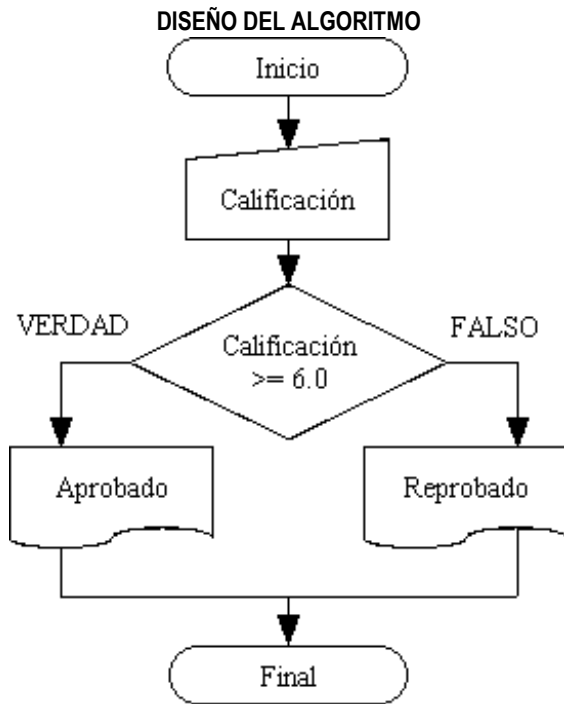 DISEÑO DEL ALGORITMO
Inicio
Calificación
VERDAD
Calificación
>= 6.0
FALSO
Aprobado
Reprobado
Final